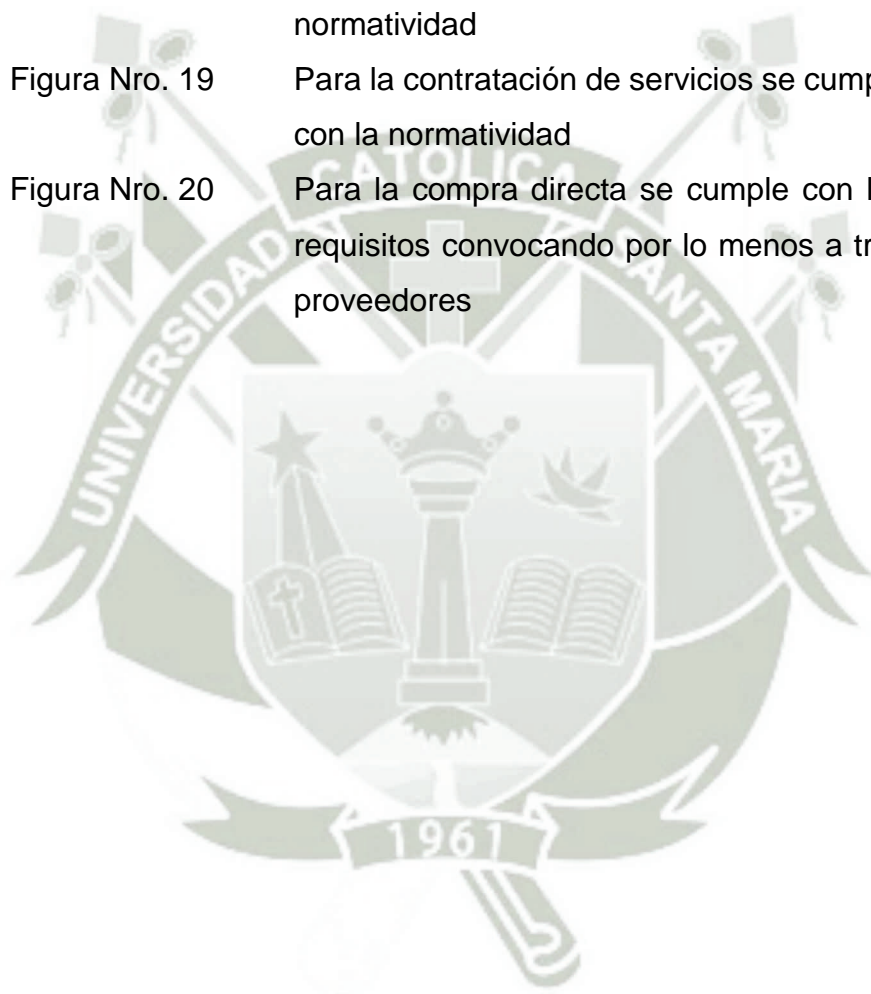 normatividad
Figura Nro. 19 Para la contratación de servicios se
con la normatividad
Figura Nro. 20 Para la compra directa se cumple con
requisitos convocando por lo menos a
proveedores
UNIVERSIDAD CATOLICA SANTA MARIA
1961